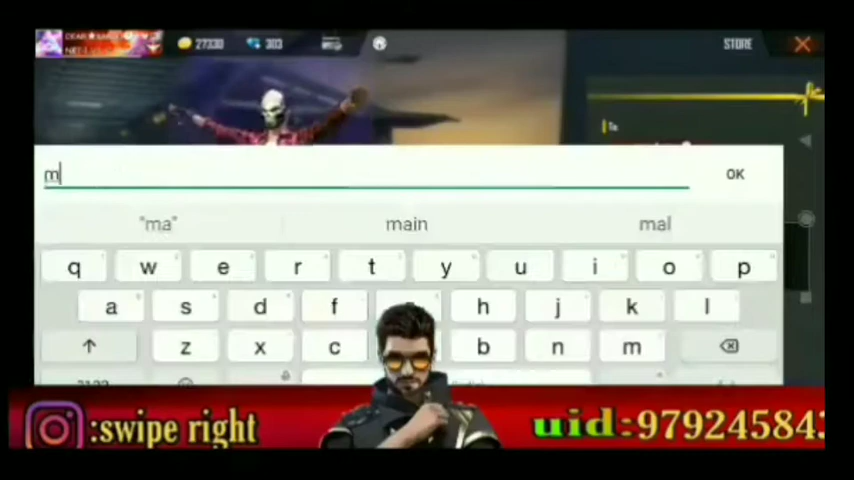 27330
303
STORE
m
OK
"ma" main mal
q w e r t y u i o p
a s d f h j k l
z x c b n m
:swipe right
uid:97924584